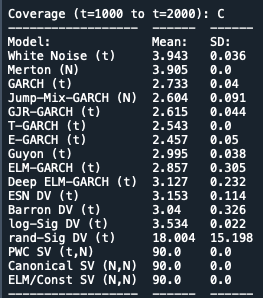 Coverage (t=1000 to t=2000): C
------------------ ------ ------
Model: Mean: SD:
White Noise (t) 3.943 0.036
Merton (N) 3.905 0.0
GARCH (t) 2.733 0.04
Jump-Mix-GARCH (N) 2.604 0.091
GJR-GARCH (t) 2.615 0.044
T-GARCH (t) 2.543 0.0
E-GARCH (t) 2.457 0.05
Guyon (t) 2.995 0.038
ELM-GARCH (t) 2.857 0.305
Deep ELM-GARCH (t) 3.127 0.232
ESN DV (t) 3.153 0.114
Barron DV (t) 3.04 0.326
log-Sig DV (t) 3.534 0.022
rand-Sig DV (t) 18.004 15.198
PWC SV (t,N) 90.0 0.0
Canonical SV (N,N) 90.0 0.0
ELM/Const SV (N,N) 90.0 0.0
------------------ ------ ------